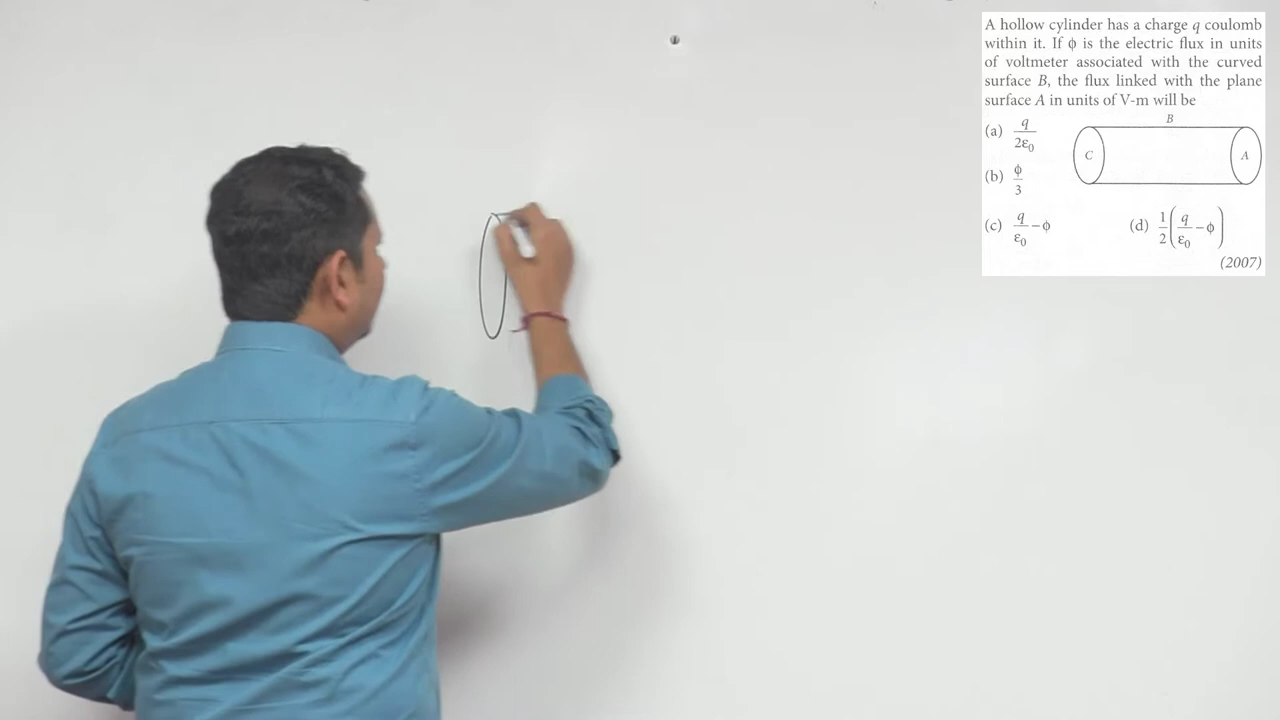 A hollow cylinder has a charge q coulomb
within it. If ϕ is the electric flux in units
of voltmeter associated with the curved
surface B, the flux linked with the plane
surface A in units of V-m will be
(a) q/2ε₀
B
C
A
(b) ϕ/3
(c) q/ε₀ − ϕ
(d) 1/2 (q/ε₀ − ϕ)
(2007)